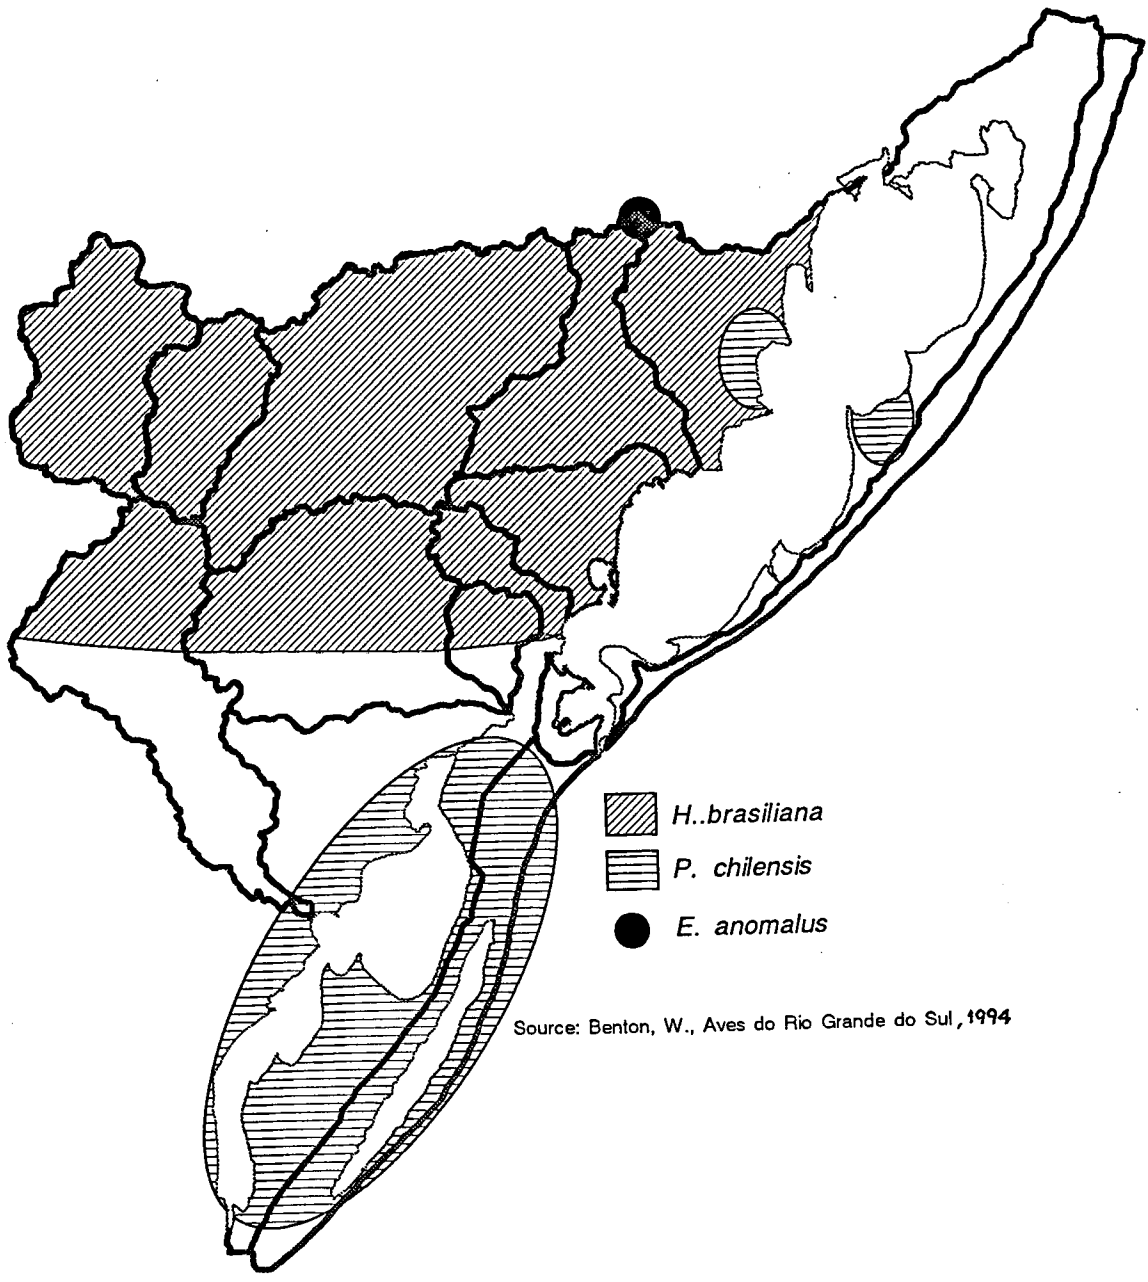 H..brasiliana
P. chilensis
E. anomalus
Source: Benton, W., Aves do Rio Grande do Sul, 1994